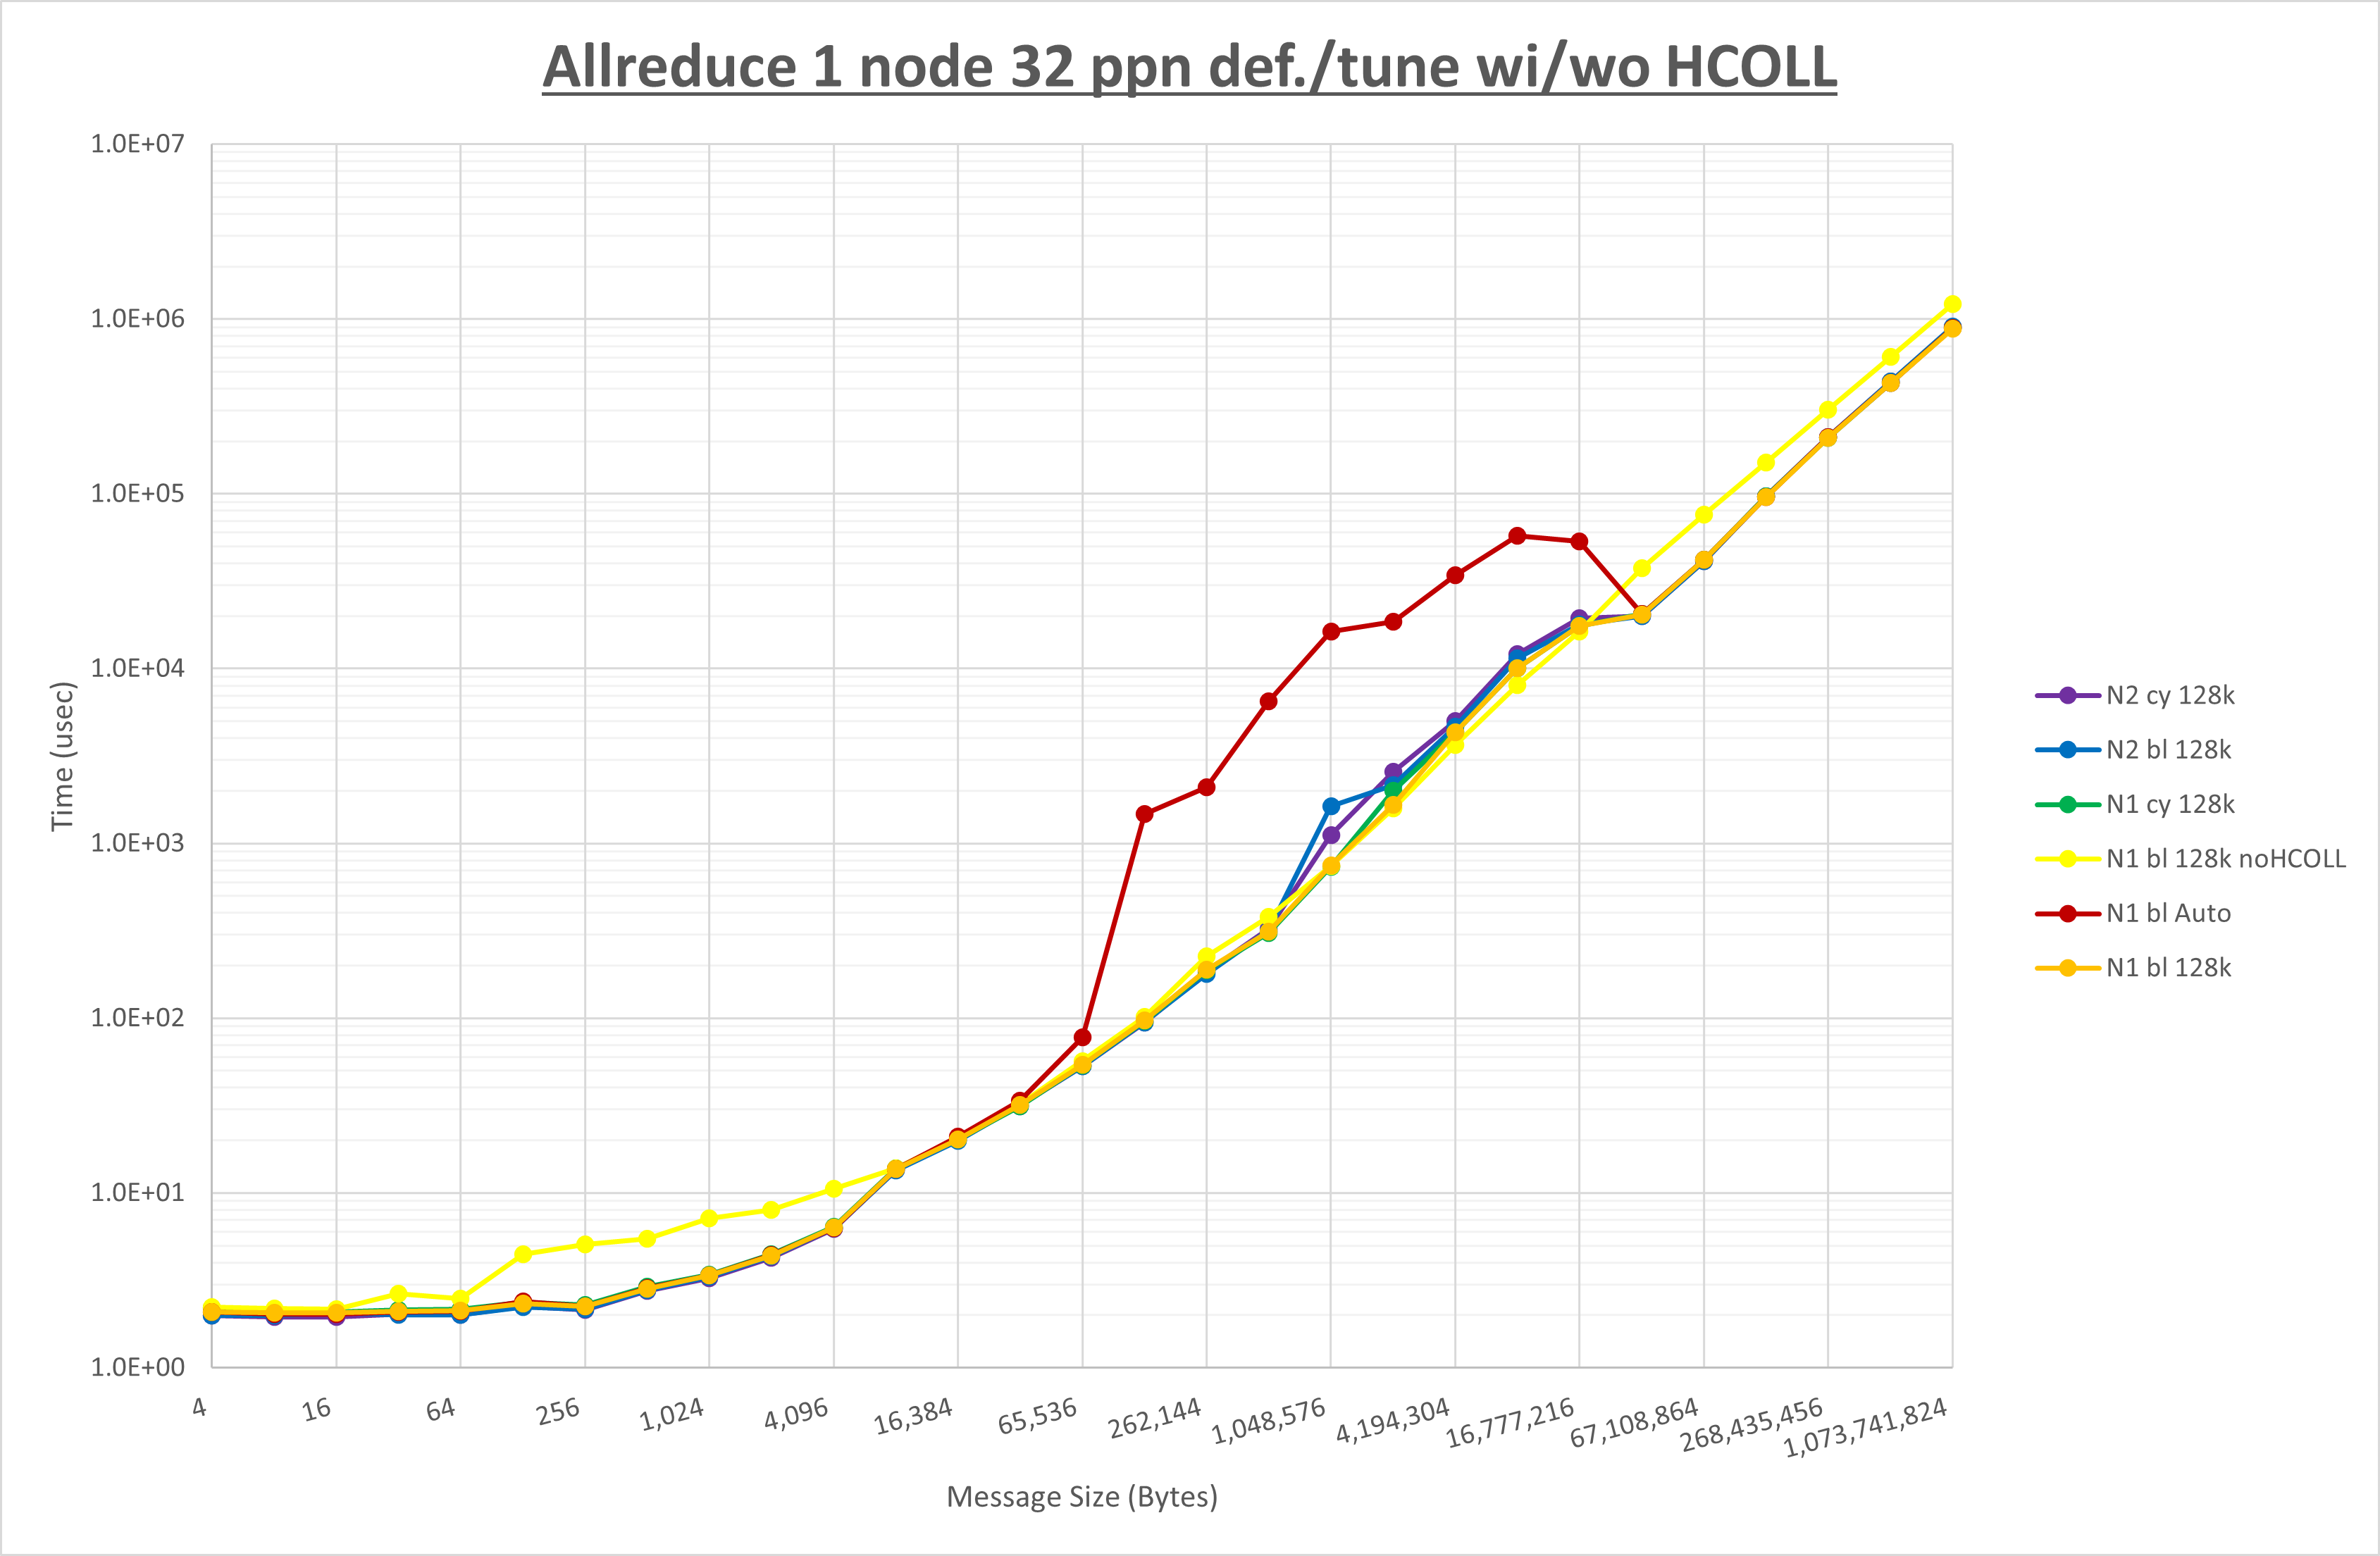 Allreduce 1 node 32 ppn def./tune wi/wo HCOLL
1.0E+07
1.0E+06
1.0E+05
1.0E+04
1.0E+03
1.0E+02
1.0E+01
1.0E+00
Time (usec)
4
16
64
256
1,024
4,096
16,384
65,536
262,144
1,048,576
4,194,304
16,777,216
67,108,864
268,435,456
1,073,741,824
Message Size (Bytes)
N2 cy 128k
N2 bl 128k
N1 cy 128k
N1 bl 128k noHCOLL
N1 bl Auto
N1 bl 128k